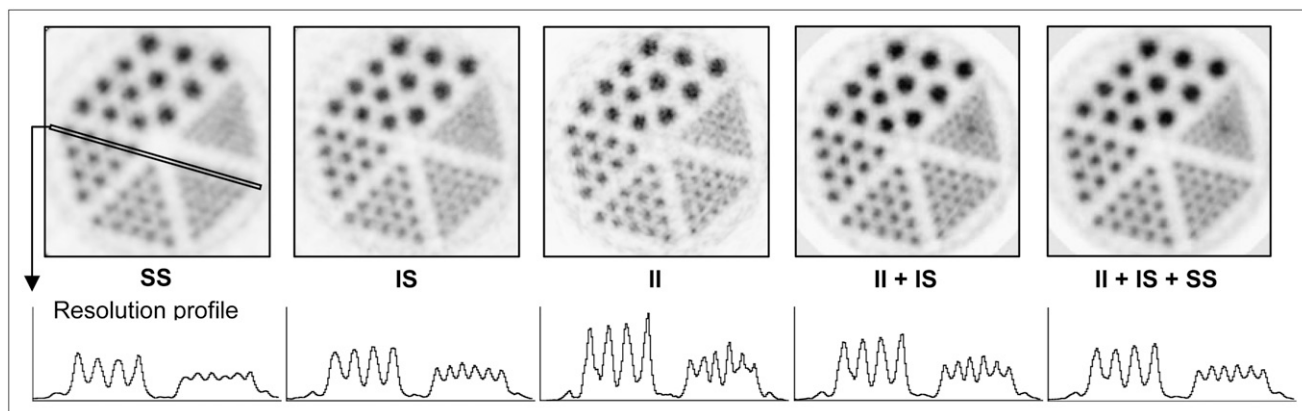 SS
IS
II
II + IS
II + IS + SS
Resolution profile